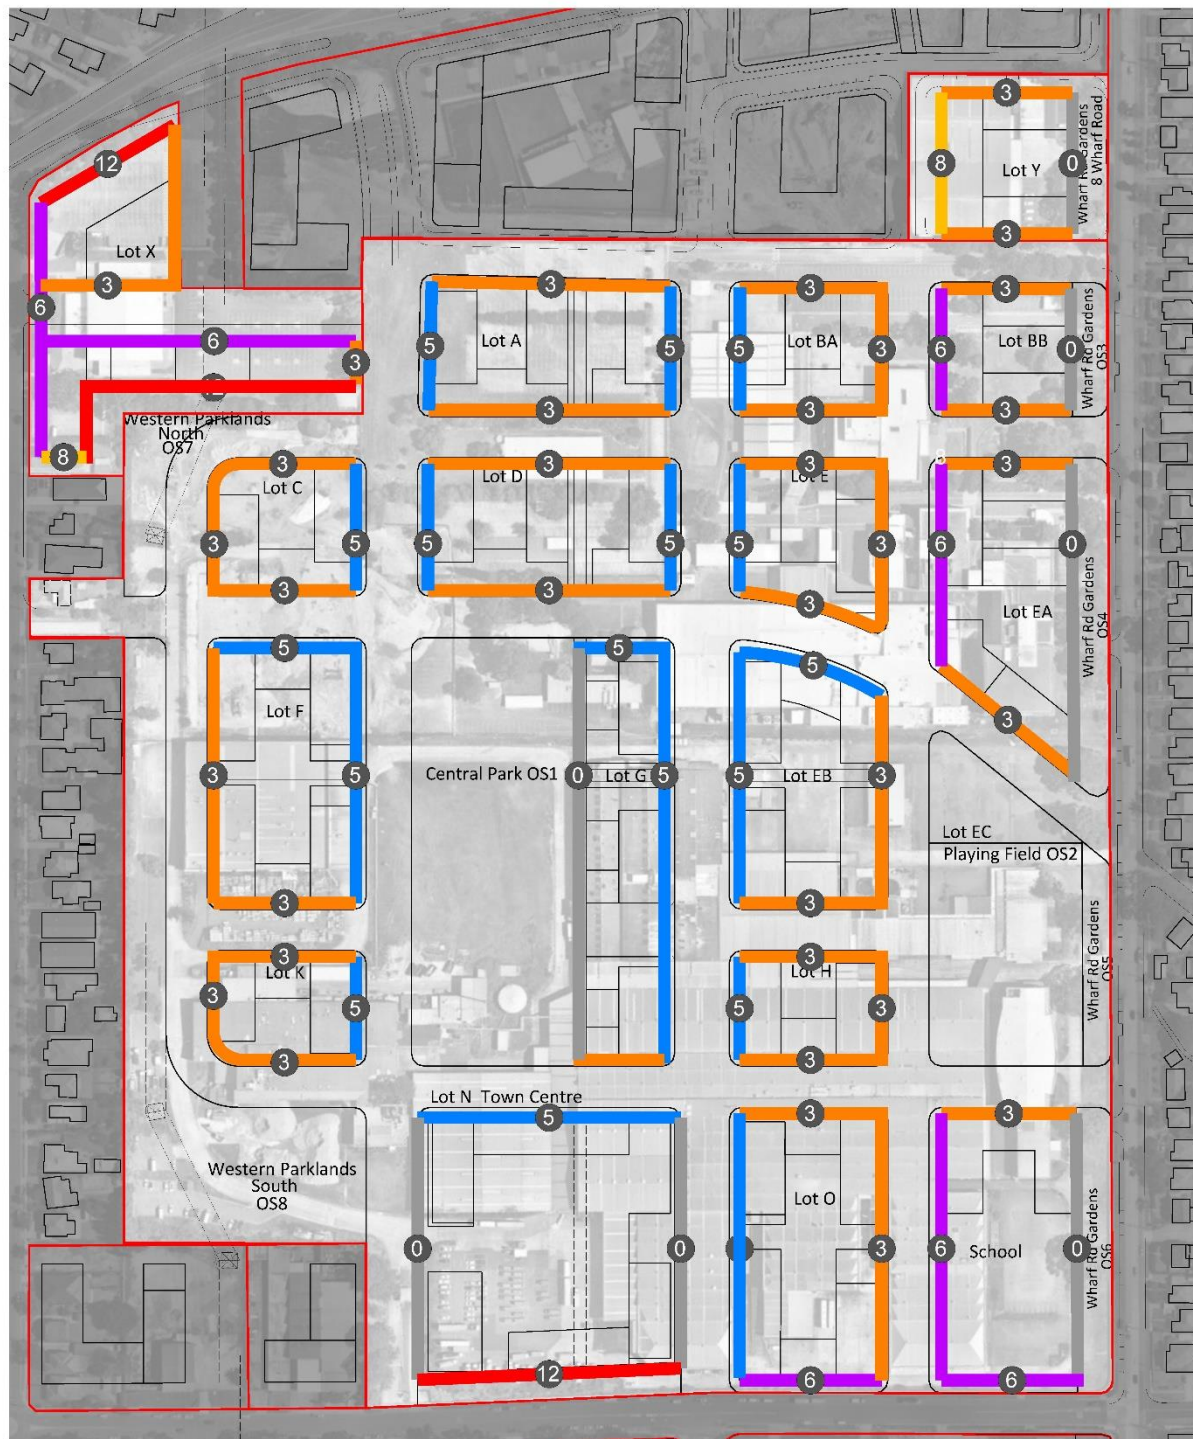 3
Wharf Rd Gardens
8 Wharf Road
12
8
Lot Y
0
3
Lot X
3
6
3
3
3
Wharf Rd Gardens
OS3
6
3
5
Lot A
5
5
Lot BA
3
6
Lot BB
0
3
3
3
Western Parklands
North
OS7
8
3
Lot C
3
Lot D
3
Lot E
3
3
5
5
5
5
3
6
0
Wharf Rd Gardens
OS4
3
3
3
Lot EA
5
5
5
Lot F
3
3
5
Central Park OS1
0
Lot G
5
5
Lot EB
3
Lot EC
Playing Field OS2
3
3
Wharf Rd Gardens
OS5
3
Lot K
3
Lot H
3
5
5
3
3
3
Lot N Town Centre
5
3
3
Western Parklands
South
OS8
Lot O
Wharf Rd Gardens
OS6
0
0
3
6
School
0
12
6
6